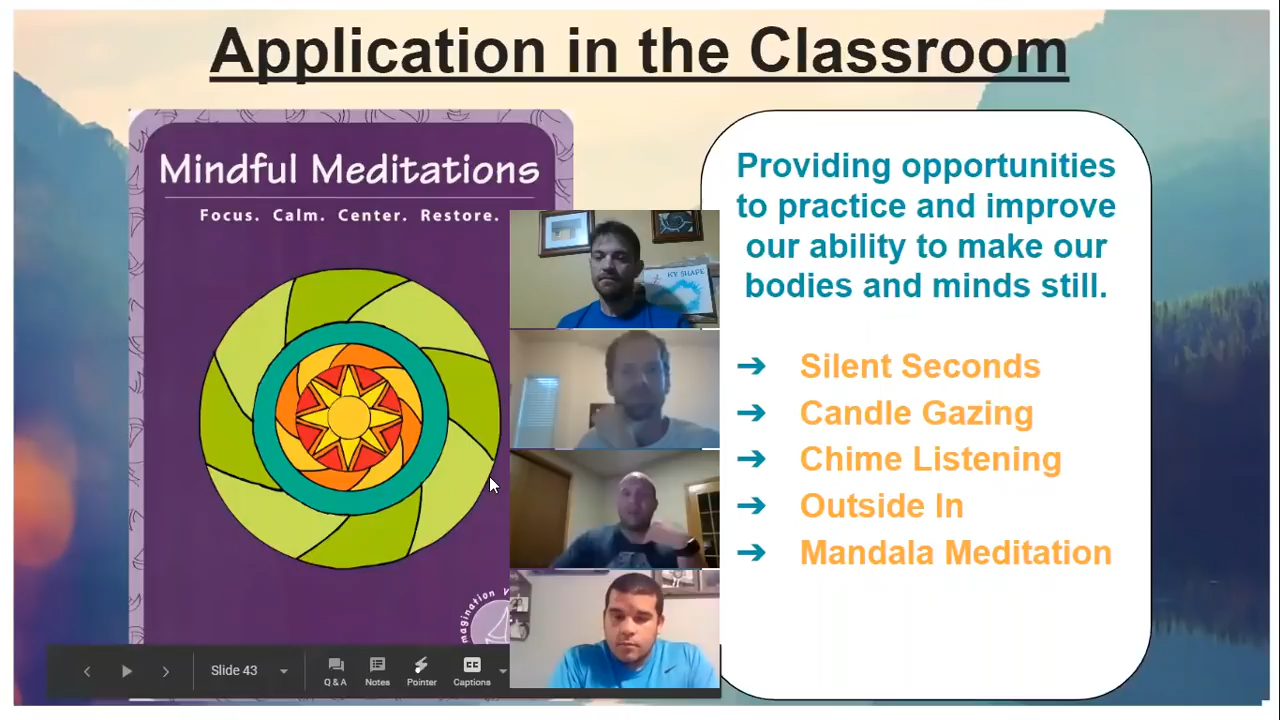 Application in the Classroom
Mindful Meditations
Focus. Calm. Center. Restore.
Providing opportunities
to practice and improve
our ability to make our
bodies and minds still.
➔ Silent Seconds
➔ Candle Gazing
➔ Chime Listening
➔ Outside In
➔ Mandala Meditation
ICY SHAPE
Slide 43
Q & A
Notes
Pointer
CC
Captions